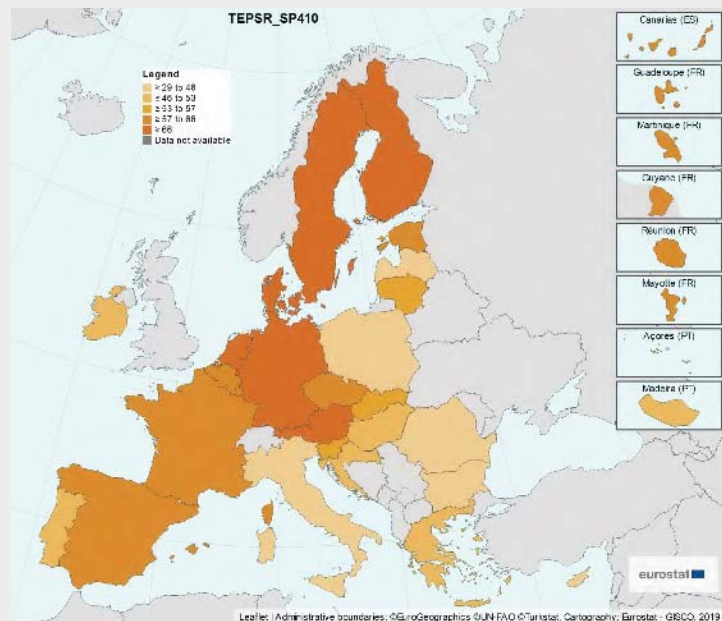 TEPSR_SP410
Legend
≥ 29 to 46
≥ 46 to 53
≥ 53 to 57
≥ 57 to 66
≥ 66
Data not available
Canarias (ES)
Guadeloupe (FR)
Martinique (FR)
Guyane (FR)
Réunion (FR)
Mayotte (FR)
Açores (PT)
Madeira (PT)
eurostat
Leaflet | Administrative boundaries: ©EuroGeographics ©UN-FAO ©Turkstat, Cartography: Eurostat - GISCO, 2019